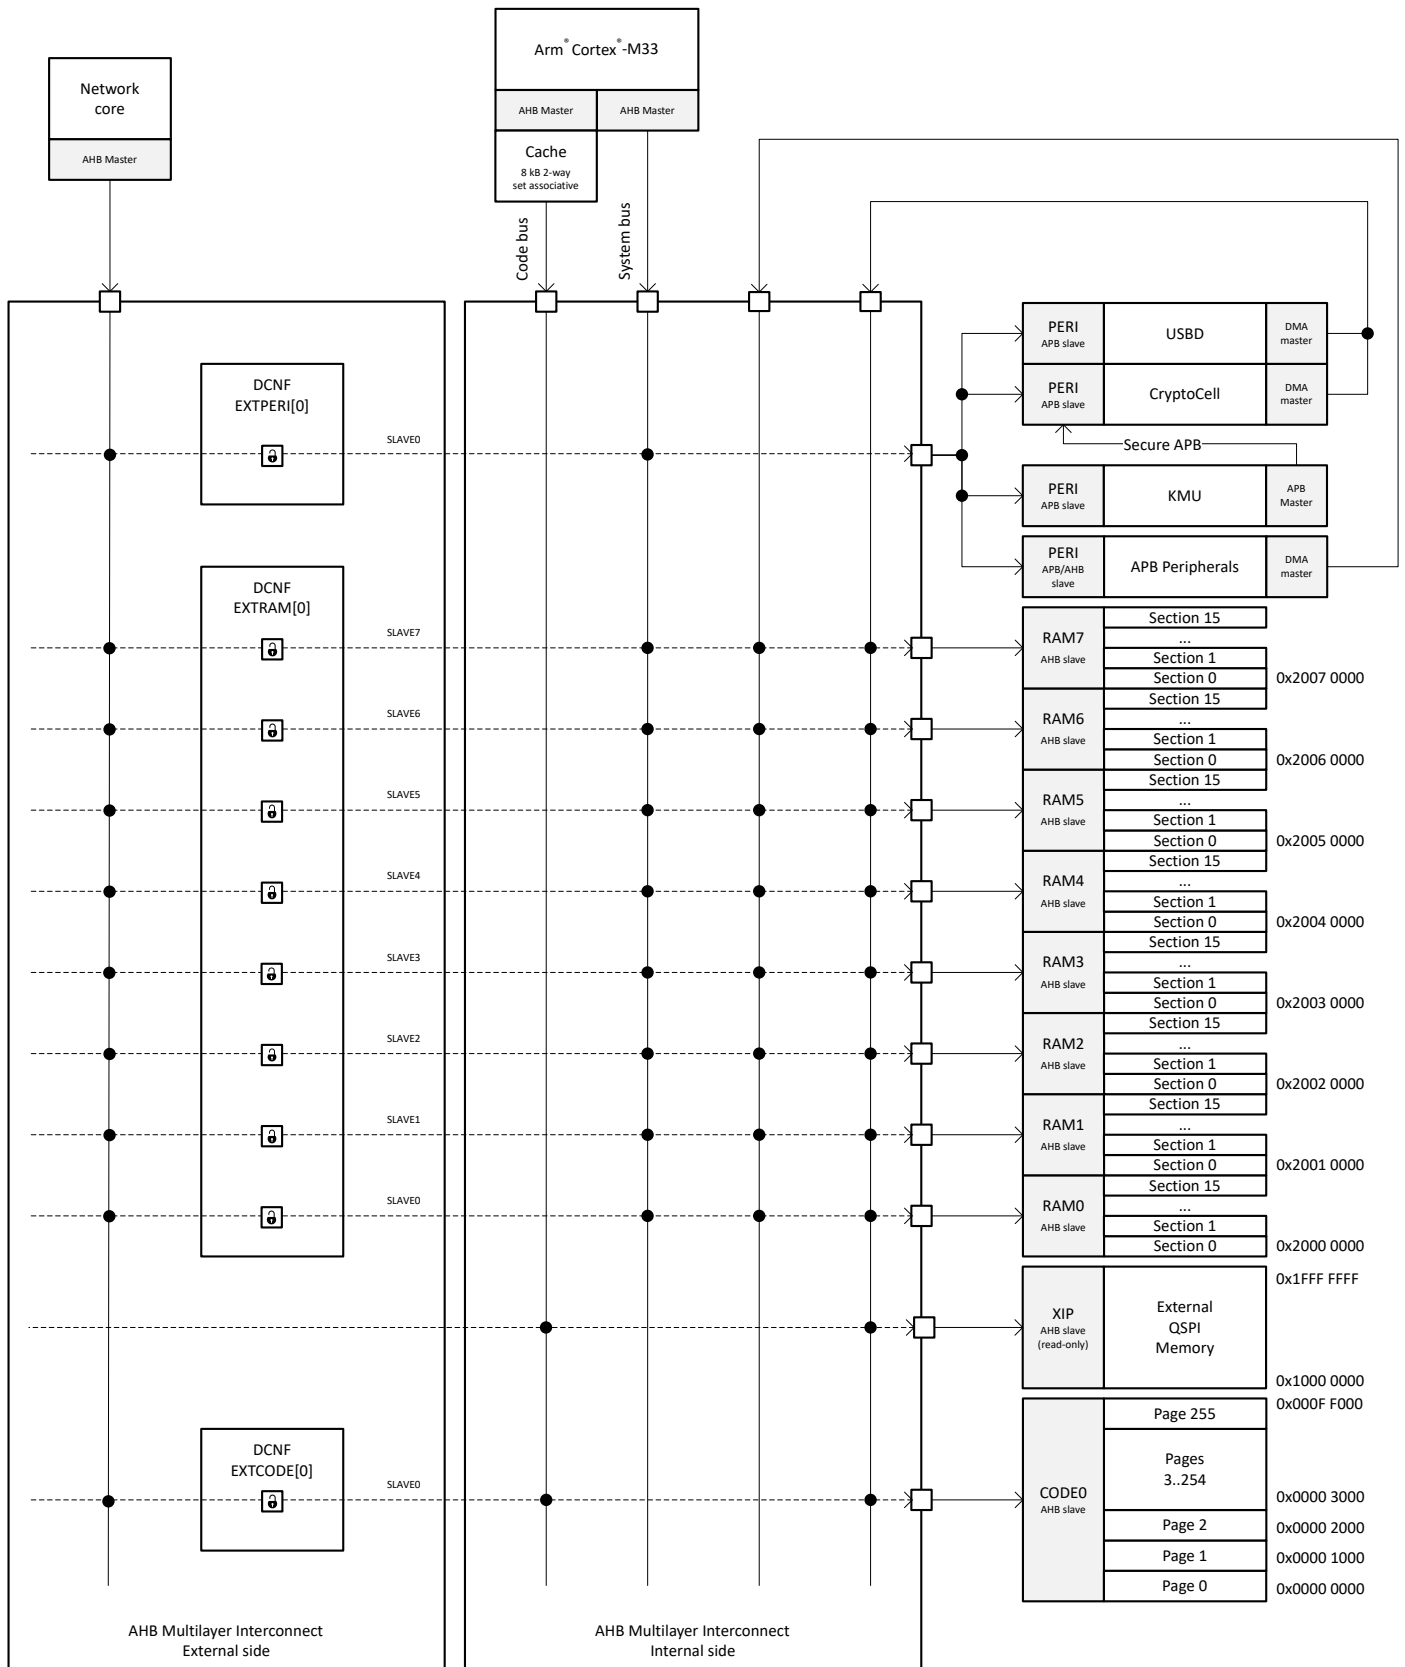 Arm® Cortex®-M33
AHB Master
AHB Master
Cache
8 kB 2-way
set associative
Network
core
AHB Master
Code bus
System bus
DCNF
EXTPERI[0]
SLAVE0
PERI
APB slave
USBD
DMA
master
PERI
APB slave
CryptoCell
DMA
master
Secure APB
PERI
APB slave
KMU
APB
Master
PERI
APB/AHB
slave
APB Peripherals
DMA
master
DCNF
EXTRAM[0]
SLAVE7
RAM7
AHB slave
Section 15
...
Section 1
Section 0
0x2007 0000
SLAVE6
RAM6
AHB slave
Section 15
...
Section 1
Section 0
0x2006 0000
SLAVE5
RAM5
AHB slave
Section 15
...
Section 1
Section 0
0x2005 0000
SLAVE4
RAM4
AHB slave
Section 15
...
Section 1
Section 0
0x2004 0000
SLAVE3
RAM3
AHB slave
Section 15
...
Section 1
Section 0
0x2003 0000
SLAVE2
RAM2
AHB slave
Section 15
...
Section 1
Section 0
0x2002 0000
SLAVE1
RAM1
AHB slave
Section 15
...
Section 1
Section 0
0x2001 0000
SLAVE0
RAM0
AHB slave
Section 15
...
Section 1
Section 0
0x2000 0000
XIP
AHB slave
(read-only)
External
QSPI
Memory
0x1FFF FFFF
0x1000 0000
DCNF
EXTCODE[0]
SLAVE0
CODE0
AHB slave
Page 255
0x000F F000
Pages
3..254
0x0000 3000
Page 2
0x0000 2000
Page 1
0x0000 1000
Page 0
0x0000 0000
AHB Multilayer Interconnect
External side
AHB Multilayer Interconnect
Internal side